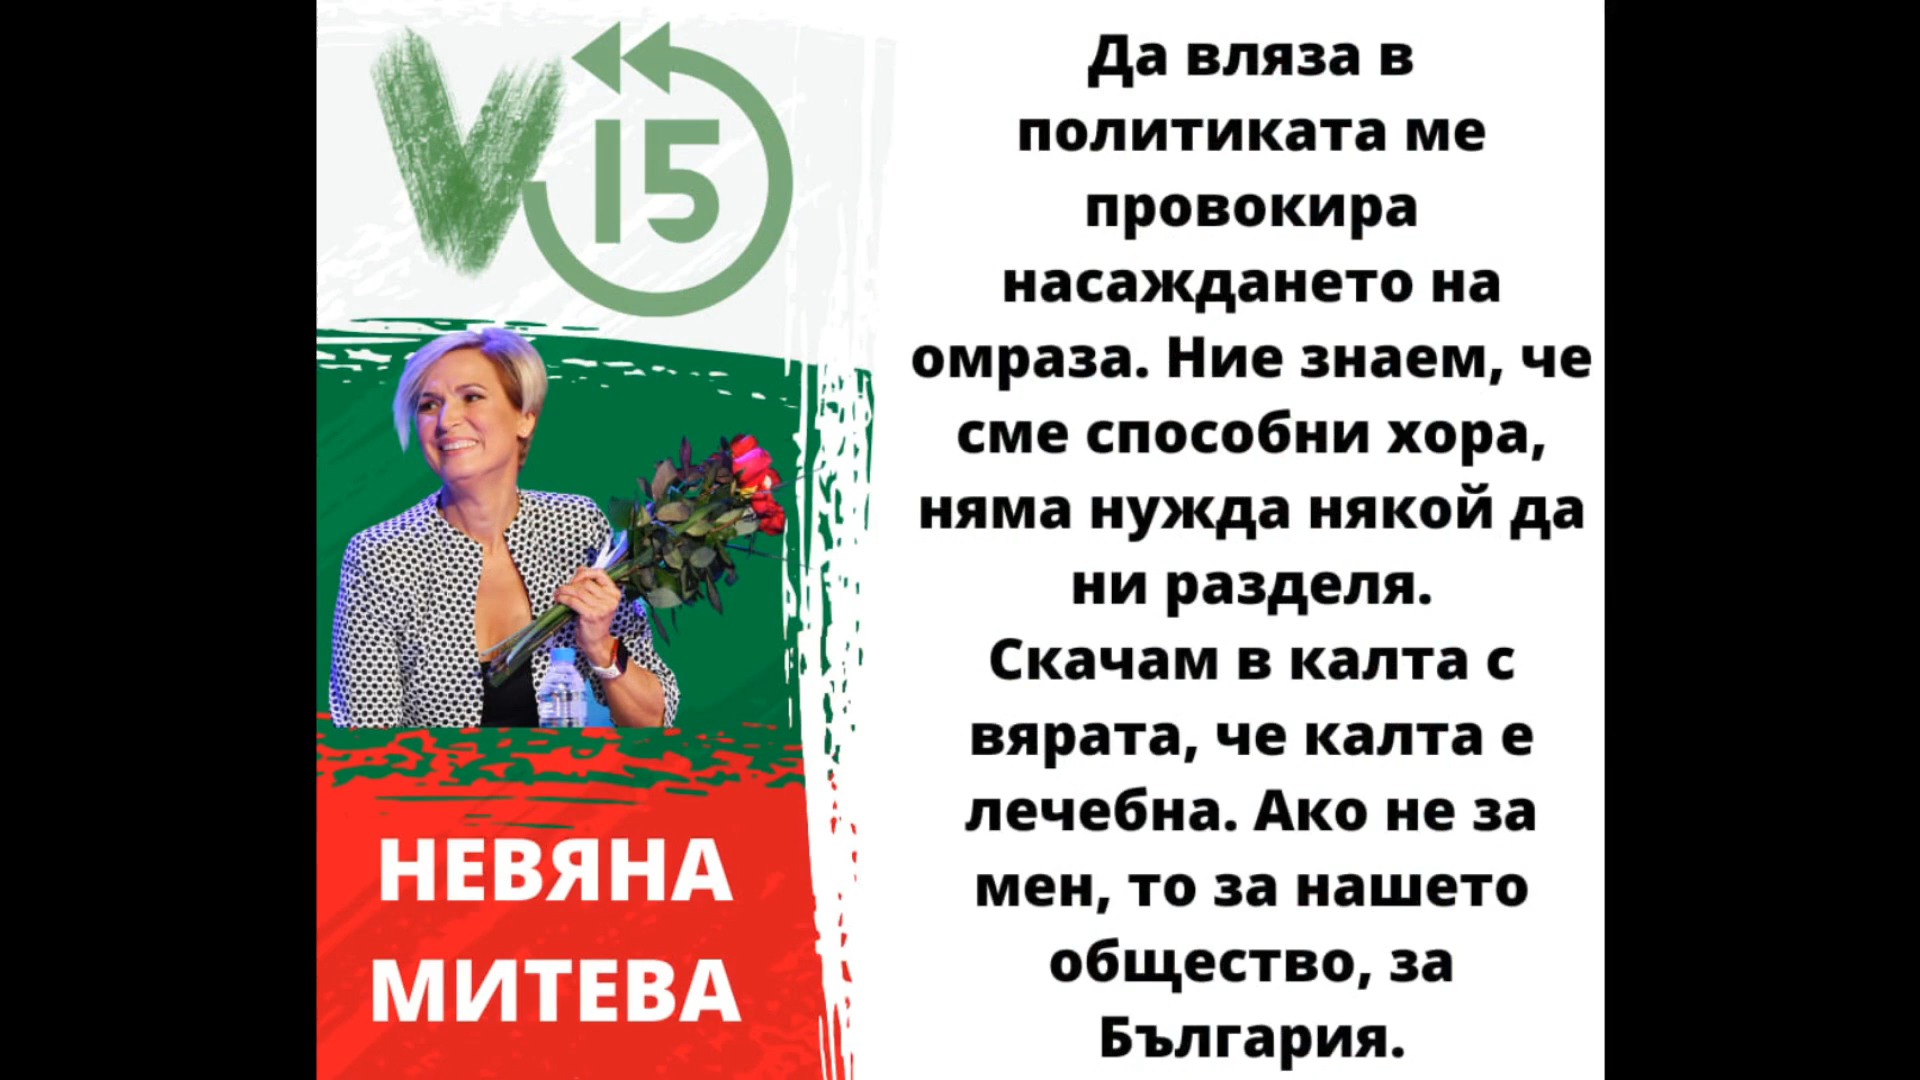 V 15
НЕВЯНА
МИТЕВА
Да вляза в
политиката ме
провокира
насаждането на
омраза. Ние знаем, че
сме способни хора,
няма нужда някой да
ни разделя.
Скачам в калта с
вярата, че калта е
лечебна. Ако не за
мен, то за нашето
общество, за
България.